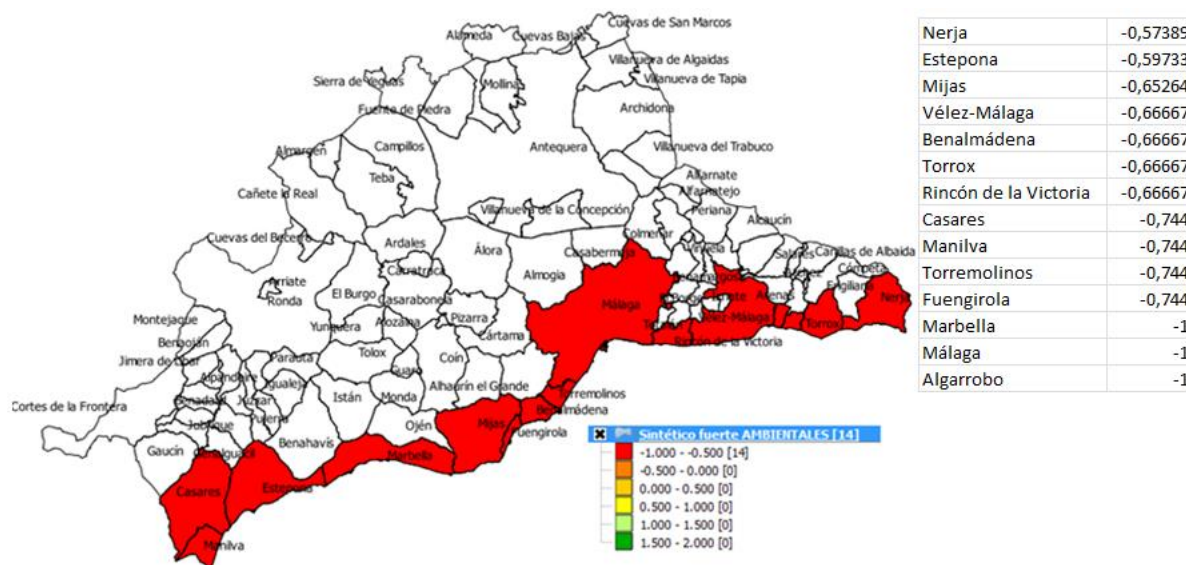 Cuevas de San Marcos
Alameda
Cuevas Bajas
Villanueva de Algaidas
Villanueva de Tapia
Sierra de Yeguas
Mollina
Fuente de Piedra
Archidona
Campillos
Antequera
Villanueva del Trabuco
Almargen
Teba
Alfarnate
Alfarnatejo
Cañete la Real
Villanueva de la Concepción
Periana
Alcaucín
Colmenar
Cuevas del Becerro
Ardales
Álora
Casabermeja
Viñuela
Salares
Canillas de Albaida
Carratraca
Almogía
Cómpeta
Arriate
Ronda
El Burgo
Casarabonela
Málaga
Arenas
Frigiliana
Nerja
Montejaque
Yunquera
Alozaina
Pizarra
Vélez-Málaga
Torrox
Benaoján
Cártama
Rincón de la Victoria
Jimera de Líbar
Parauta
Tolox
Coín
Guaro
Alpandeire
Igualeja
Alhaurín el Grande
Torremolinos
Cortes de la Frontera
Júzcar
Istán
Monda
Benalmádena
Jubrique
Pujerra
Ojén
Mijas
Fuengirola
Gaucín
Genalguacil
Benahavís
Marbella
Casares
Estepona
Manilva
Sintético fuerte AMBIENTALES [14]
-1.000 - -0.500 [14]
-0.500 - 0.000 [0]
0.000 - 0.500 [0]
0.500 - 1.000 [0]
1.000 - 1.500 [0]
1.500 - 2.000 [0]
Nerja -0,57389
Estepona -0,59733
Mijas -0,65264
Vélez-Málaga -0,66667
Benalmádena -0,66667
Torrox -0,66667
Rincón de la Victoria -0,66667
Casares -0,744
Manilva -0,744
Torremolinos -0,744
Fuengirola -0,744
Marbella -1
Málaga -1
Algarrobo -1